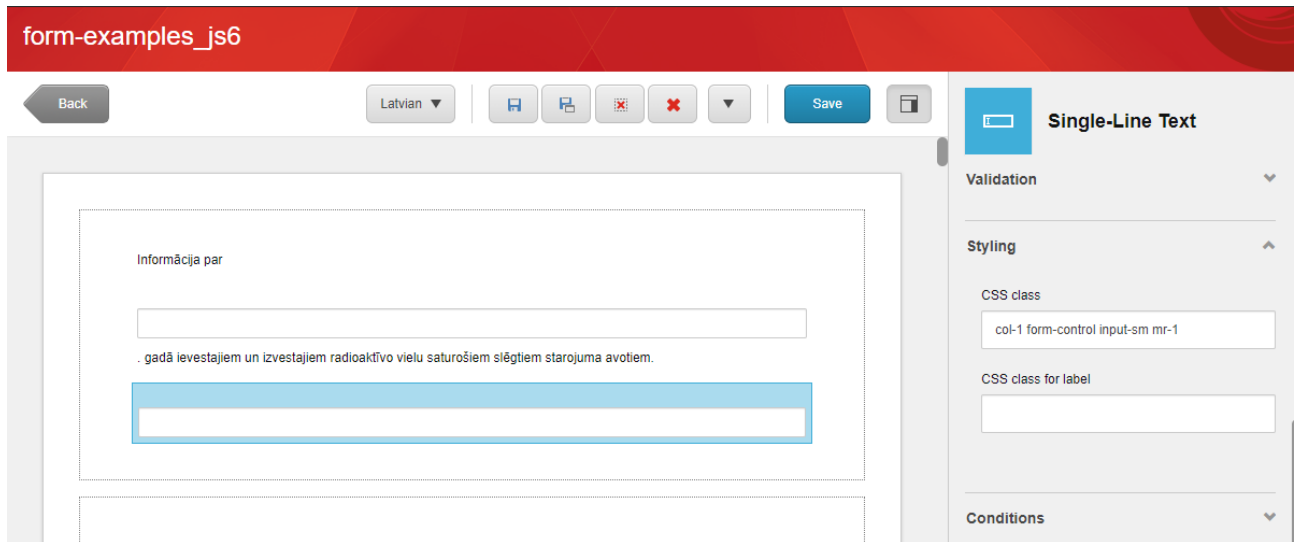 form-examples_js6
Back
Latvian
Save
Single-Line Text
Validation
Styling
CSS class
col-1 form-control input-sm mr-1
CSS class for label
Conditions
Informācija par
. gadā ievestajiem un izvestajiem radioaktīvo vielu saturošiem slēgtiem starojuma avotiem.